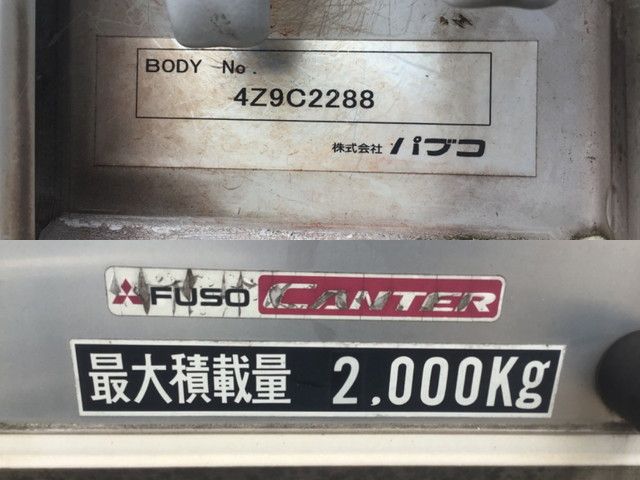 BODY No.
4Z9C2288
株式会社 パブコ
FUSO CANTER
最大積載量 2,000Kg